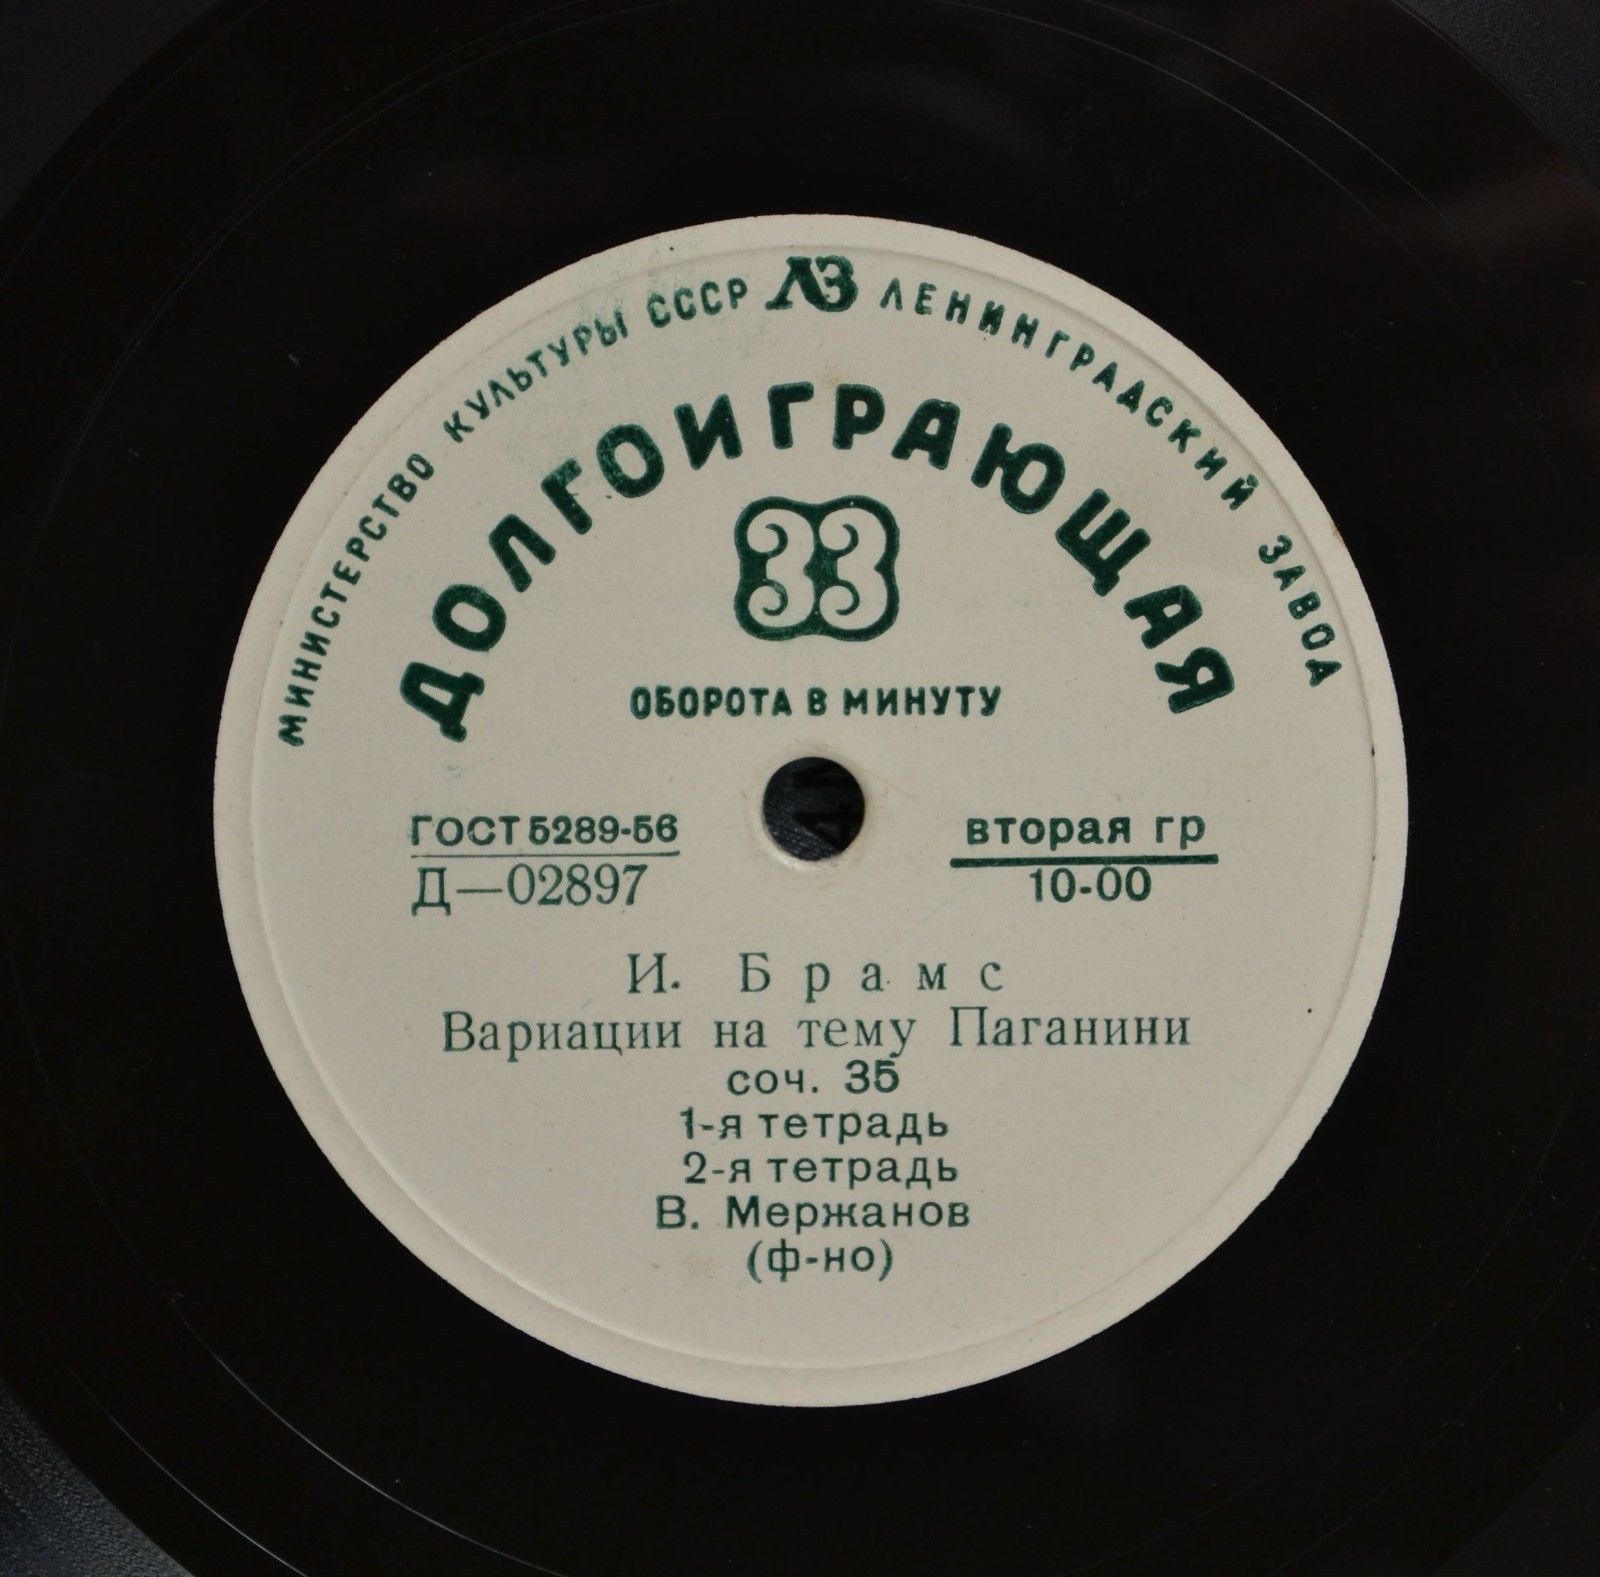 МИНИСТЕРСТВО КУЛЬТУРЫ СССР ЛЗ ЛЕНИНГРАДСКИЙ ЗАВОД
ДОЛГОИГРАЮЩАЯ
33
ОБОРОТА В МИНУТУ
ГОСТ 5289-56
Д—02897
вторая гр
10-00
И. Брамс
Вариации на тему Паганини
соч. 35
1-я тетрадь
2-я тетрадь
В. Мержанов
(ф-но)